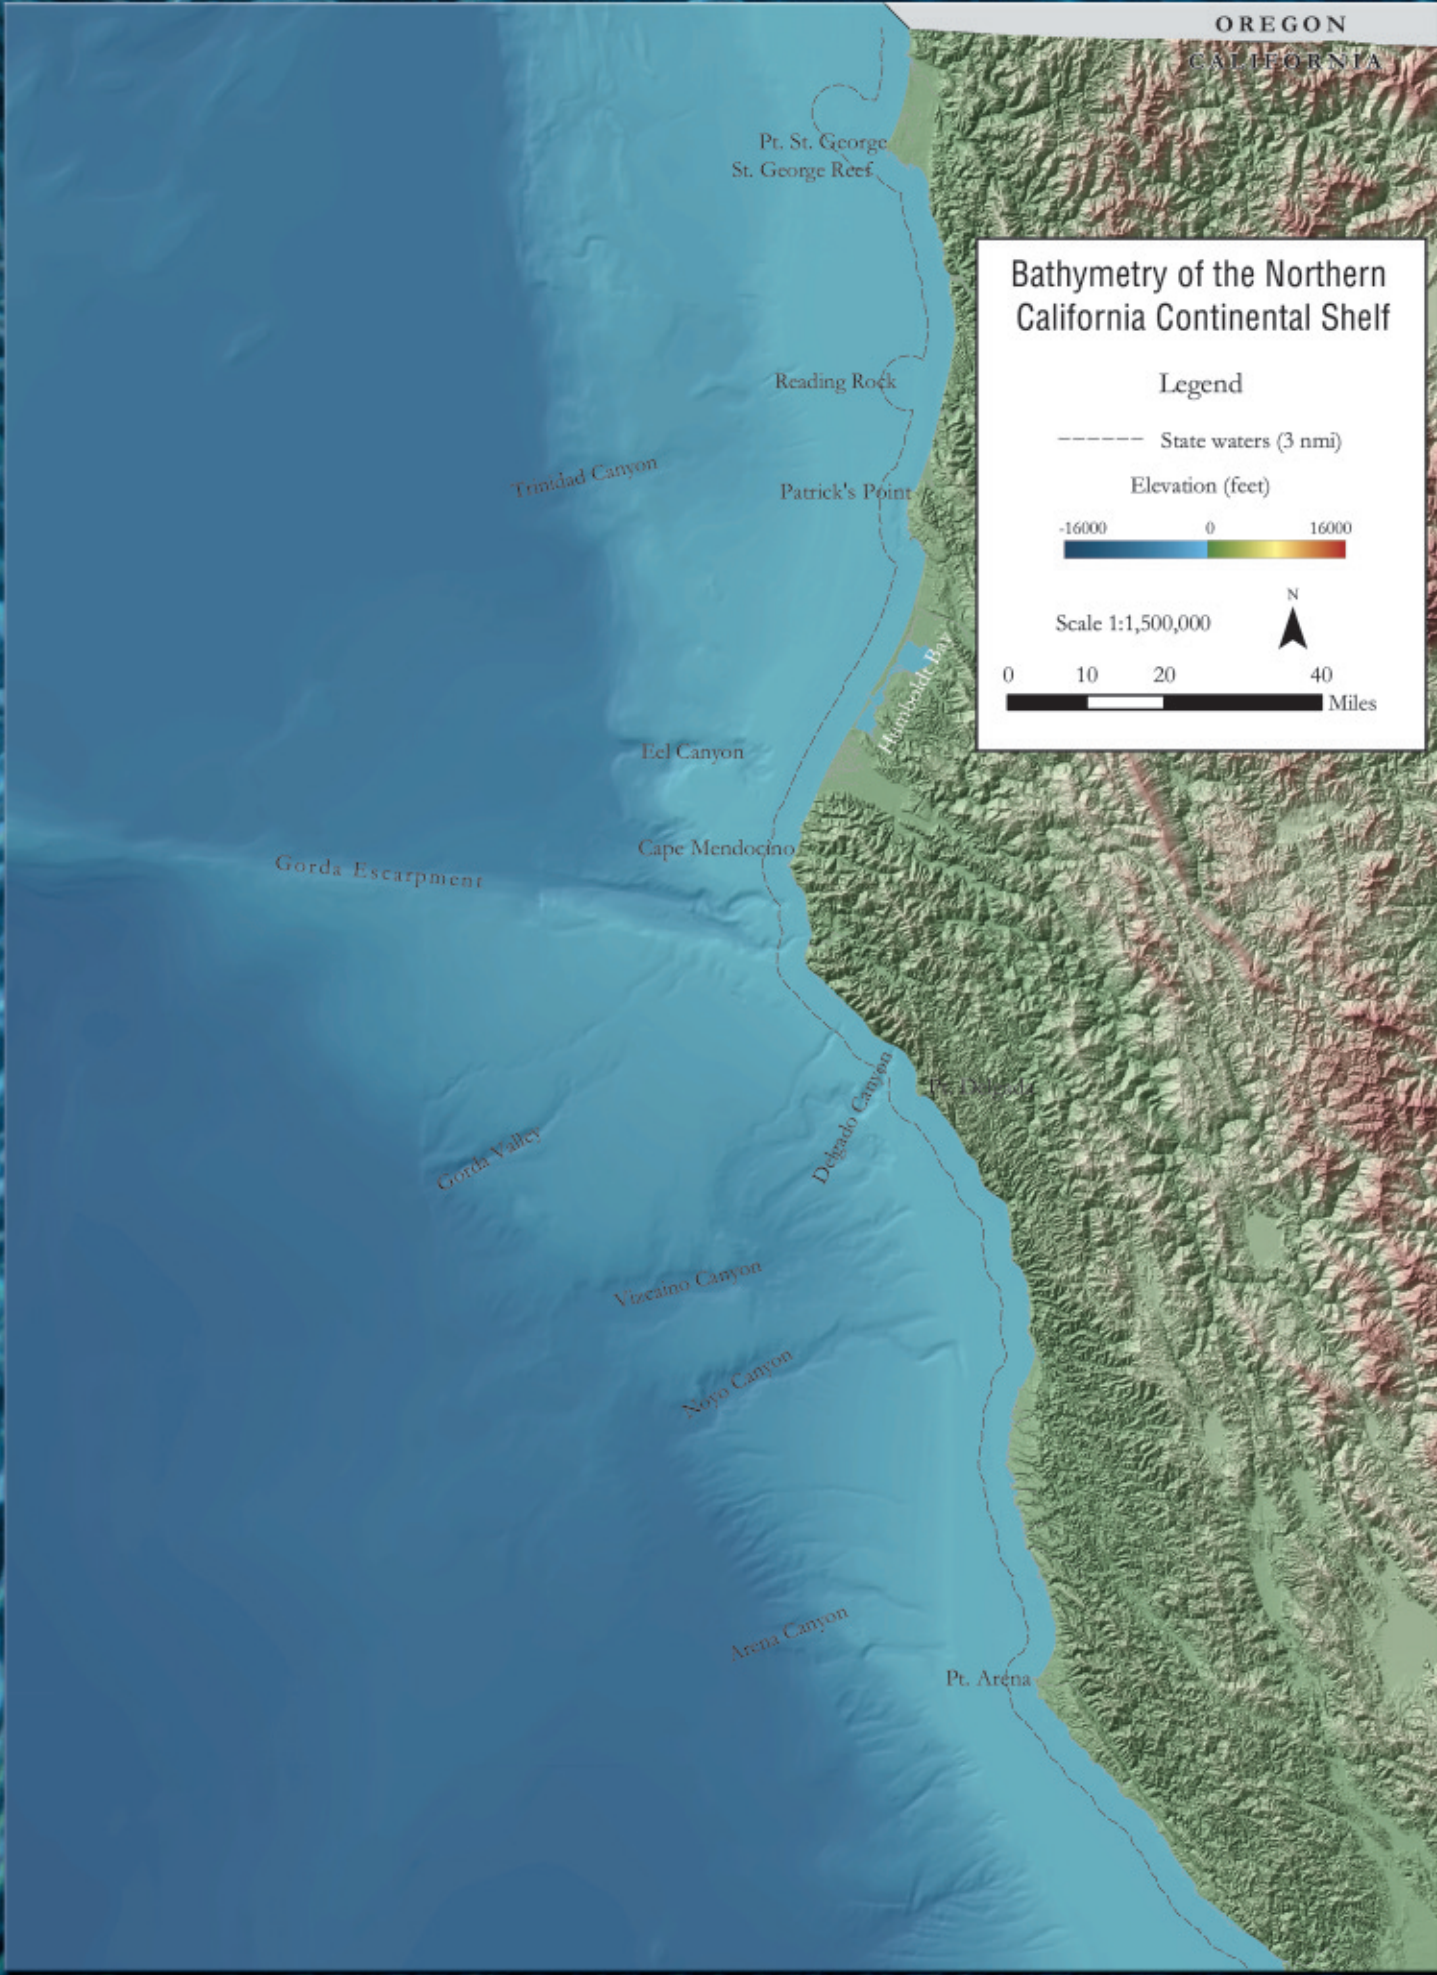 OREGON
CALIFORNIA
Pt. St. George
St. George Reef
Bathymetry of the Northern
California Continental Shelf
Legend
State waters (3 nmi)
Elevation (feet)
-16000 0 16000
N
Scale 1:1,500,000
0 10 20 40
Miles
Reading Rock
Trinidad Canyon
Patrick's Point
Humboldt Bay
Eel Canyon
Cape Mendocino
Gorda Escarpment
Delgado Canyon
Gorda Valley
Vizcaino Canyon
Noyo Canyon
Arena Canyon
Pt. Arena